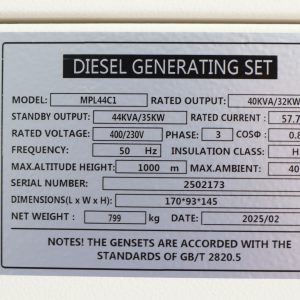 DIESEL GENERATING SET
MODEL: MPL44C1 RATED OUTPUT: 40KVA/32KW
STANDBY OUTPUT: 44KVA/35KW RATED CURRENT: 57.7
RATED VOLTAGE: 400/230V PHASE: 3 COSΦ 0.8
FREQUENCY: 50 Hz INSULATION CLASS: H
MAX.ALTITUDE HEIGHT: 1000 m MAX.AMBIENT: 40
SERIAL NUMBER 2502173
DIMENSIONS(L x W x H): 170*93*145
NET WEIGHT : 799 kg DATE: 2025/02
NOTES! THE GENSETS ARE ACCORDED WITH THE
STANDARDS OF GB/T 2820.5